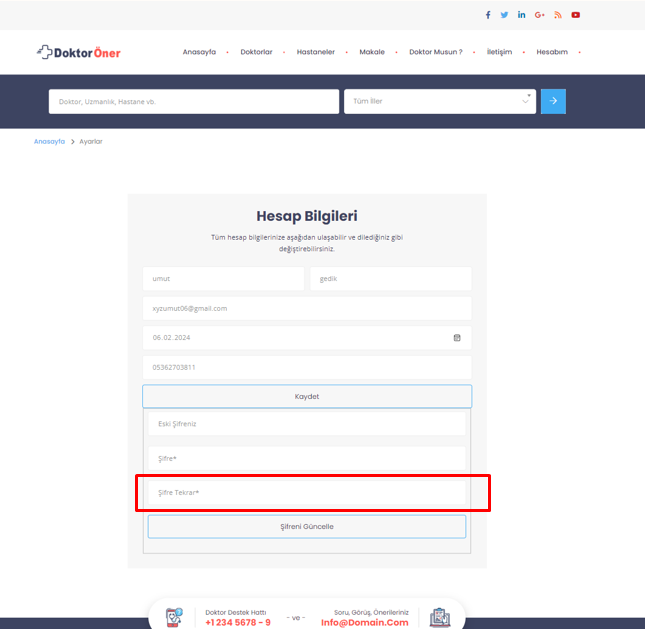 DoktorÖner
Anasayfa • Doktorlar • Hastaneler • Makale • Doktor Musun ? • İletişim • Hesabım •
Doktor, Uzmanlık, Hastane vb.
Tüm İller
*
Anasayfa > Ayarlar
Hesap Bilgileri
Tüm hesap bilgilerinize aşağıdan ulaşabilir ve dilediğiniz gibi
değiştirebilirsiniz.
umut
gedik
xyzumut06@gmail.com
06.02.2024
05362703811
Kaydet
Eski Şifreniz
Şifre*
Şifre Tekrar*
Şifreni Güncelle
Doktor Destek Hattı
+1 234 5678 - 9
- ve -
Soru, Görüş, Önerileriniz
Info@Domain.Com